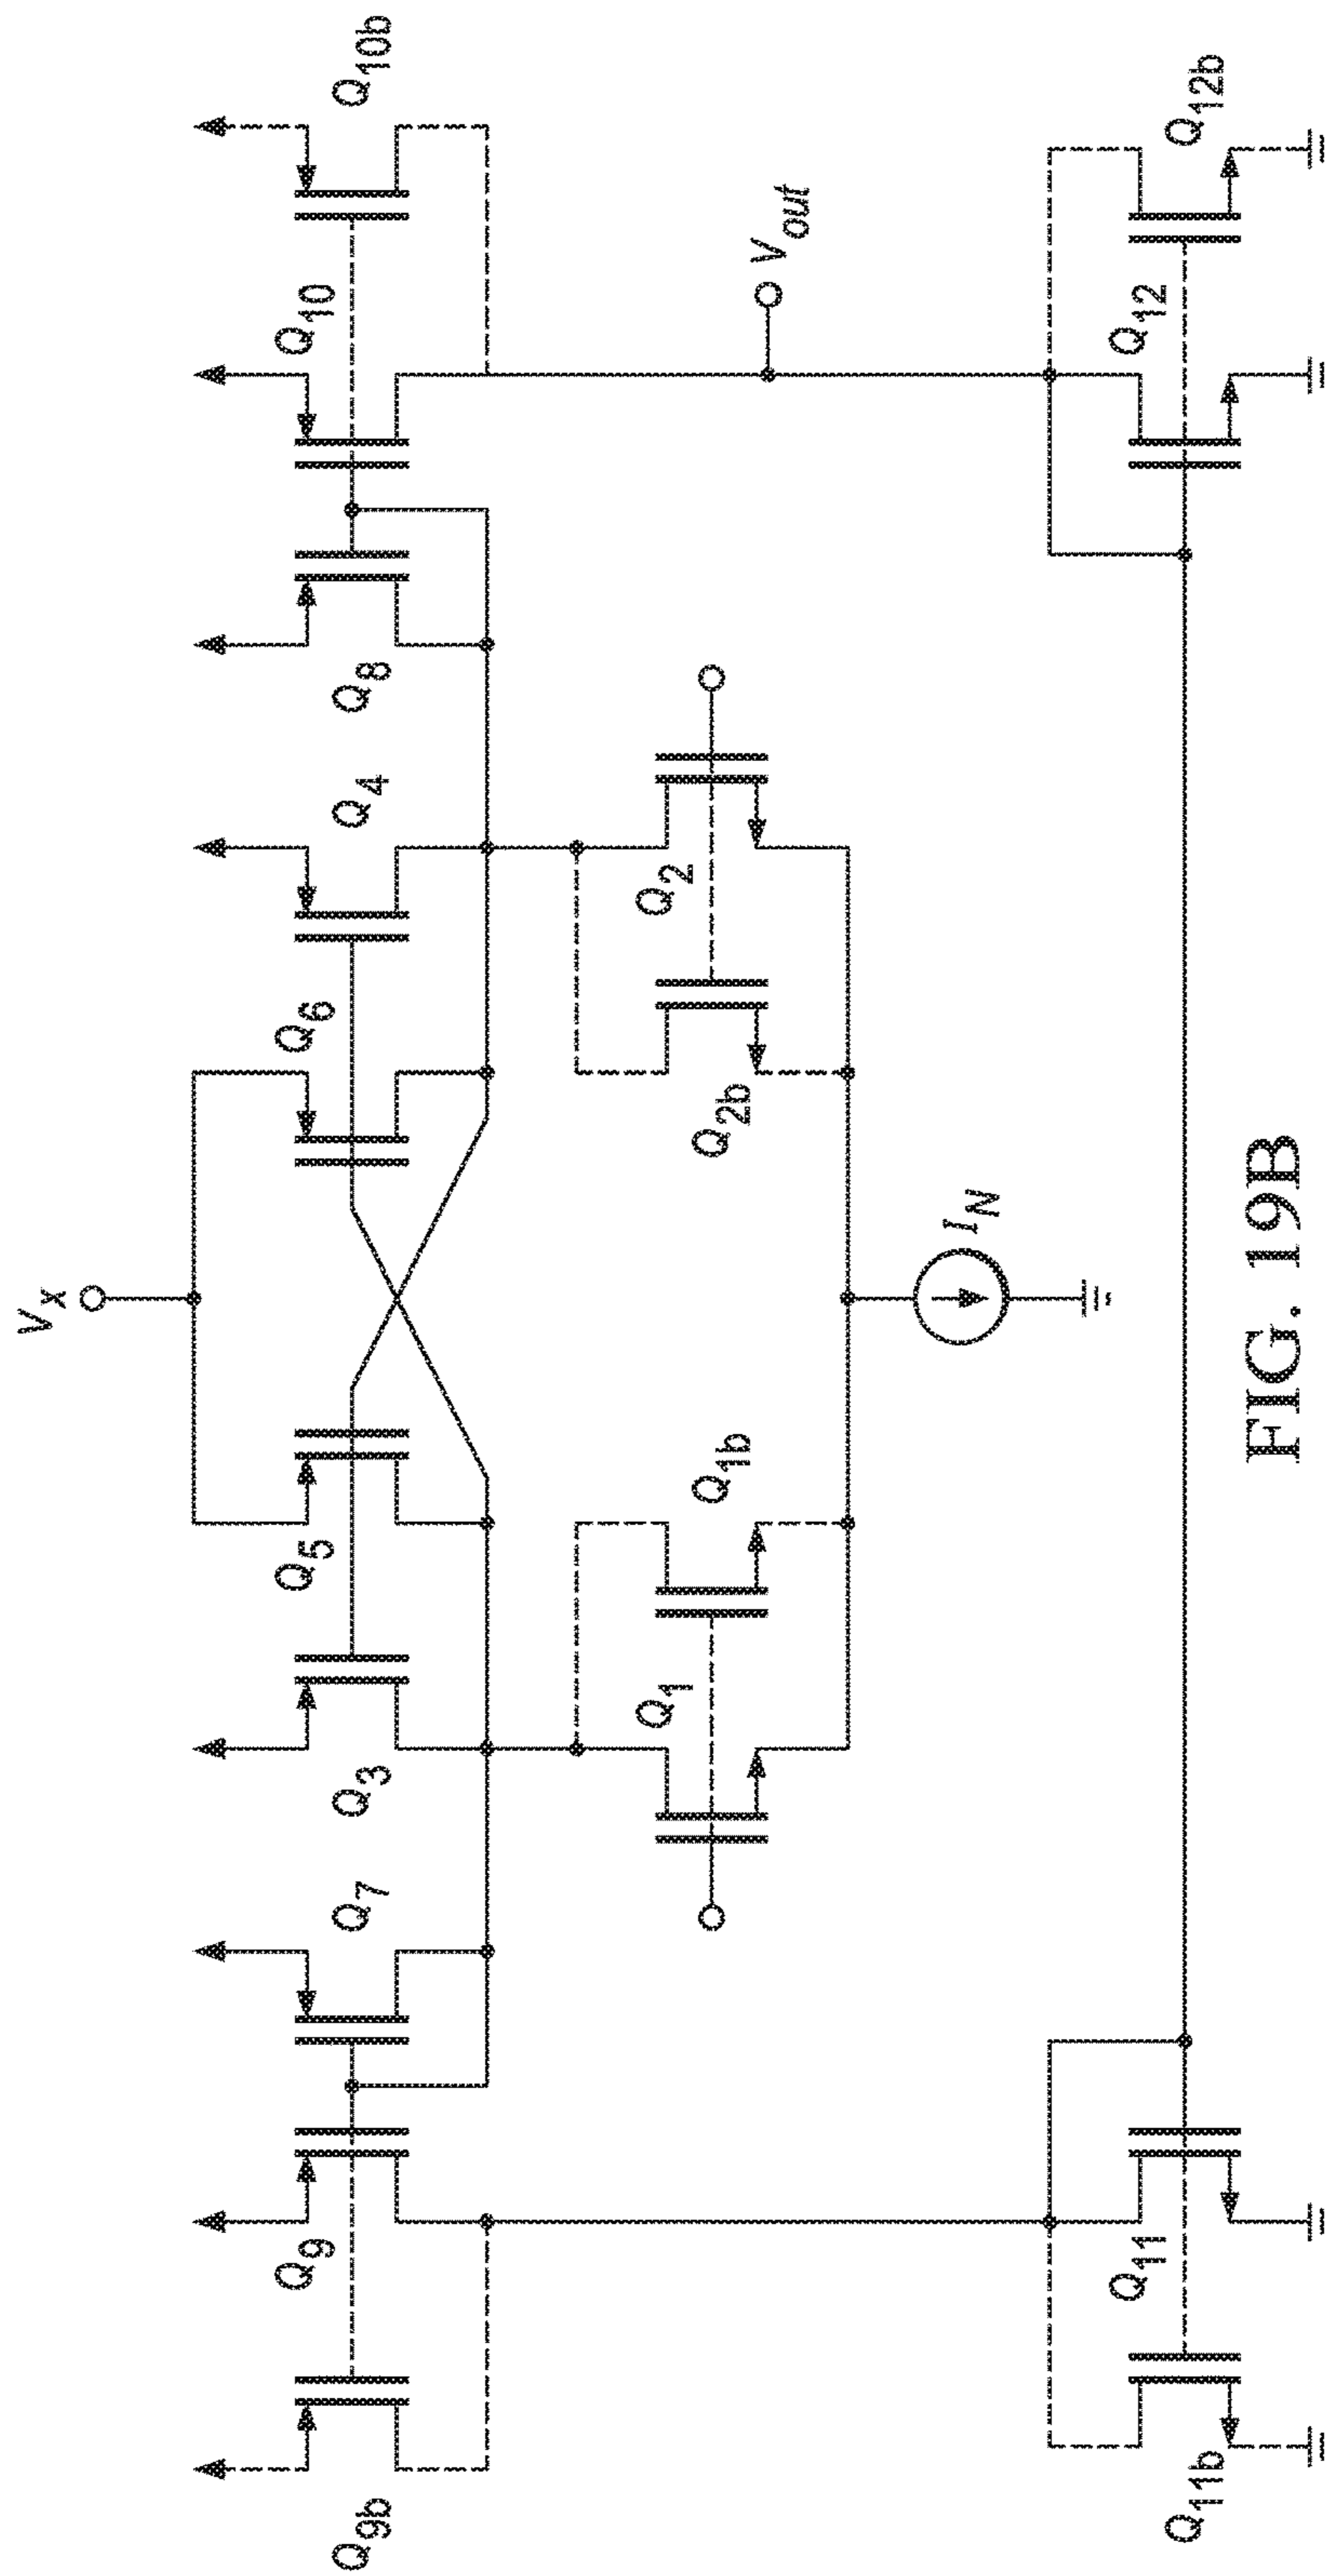 Vx
Q9b
Q9
Q7
Q3
Q5
Q6
Q4
Q8
Q10
Q10b
Q1
Q1b
Q2b
Q2
Vout
IN
Q11b
Q11
Q12
Q12b
FIG. 19B